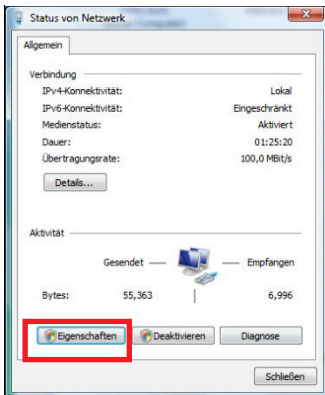 Status von Netzwerk
Allgemein
Verbindung
IPv4-Konnektivität: Lokal
IPv6-Konnektivität: Eingeschränkt
Medienstatus: Aktiviert
Dauer: 01:25:20
Übertragungsrate: 100,0 MBit/s
Details...
Aktivität
Gesendet Empfangen
Bytes: 55,363 6,996
Eigenschaften Deaktivieren Diagnose
Schließen